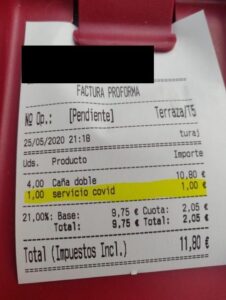 FACTURA PROFORMA
Nº Op.: [Pendiente] Terraza/T5
25/05/2020 21:18 turaj
Uds. Producto Importe
4,00 Caña doble 10,80 €
1,00 servicio covid 1,00 €
21,00% Base: 9,75 € Cuota: 2,05 €
Total: 9,75 € 2,05 €
Total (Impuestos Incl.) 11,80 €